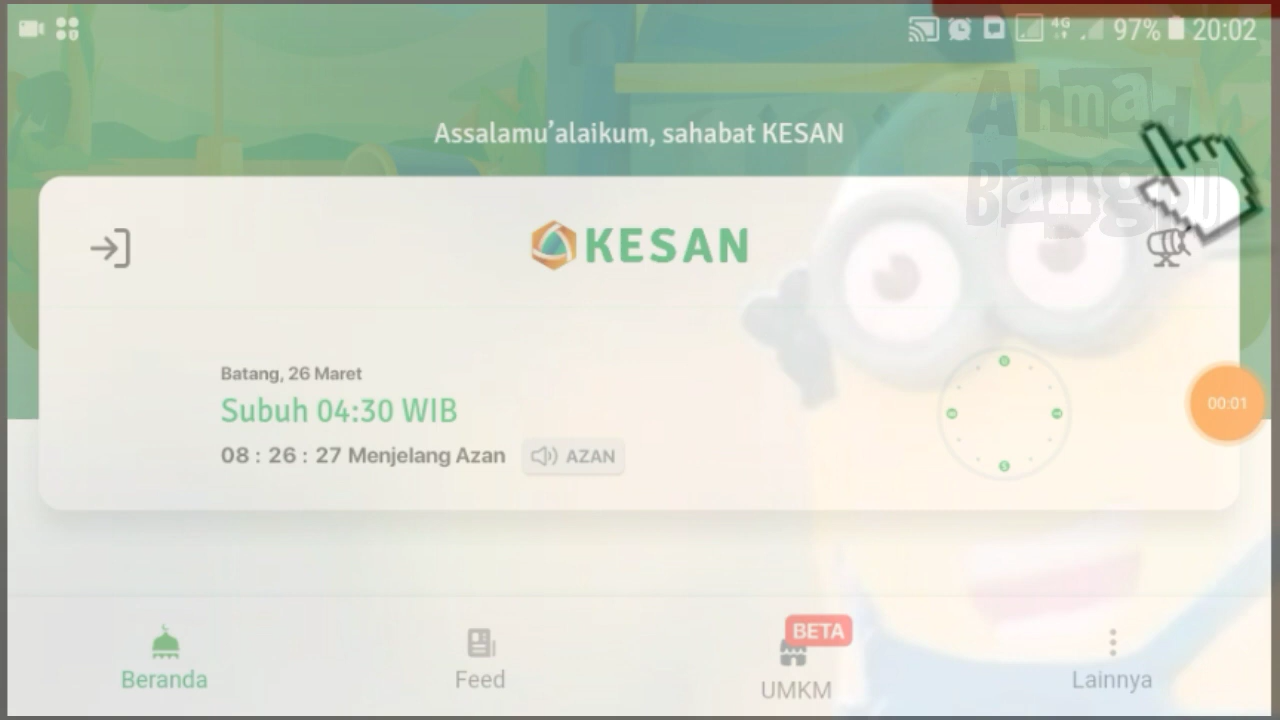 4G 97% 20:02
Ahmad
Assalamu'alaikum, sahabat KESAN
KESAN
Batang, 26 Maret
Subuh 04:30 WIB
00:01
08 : 26 : 27 Menjelang Azan AZAN
BETA
Beranda Feed UMKM Lainnya